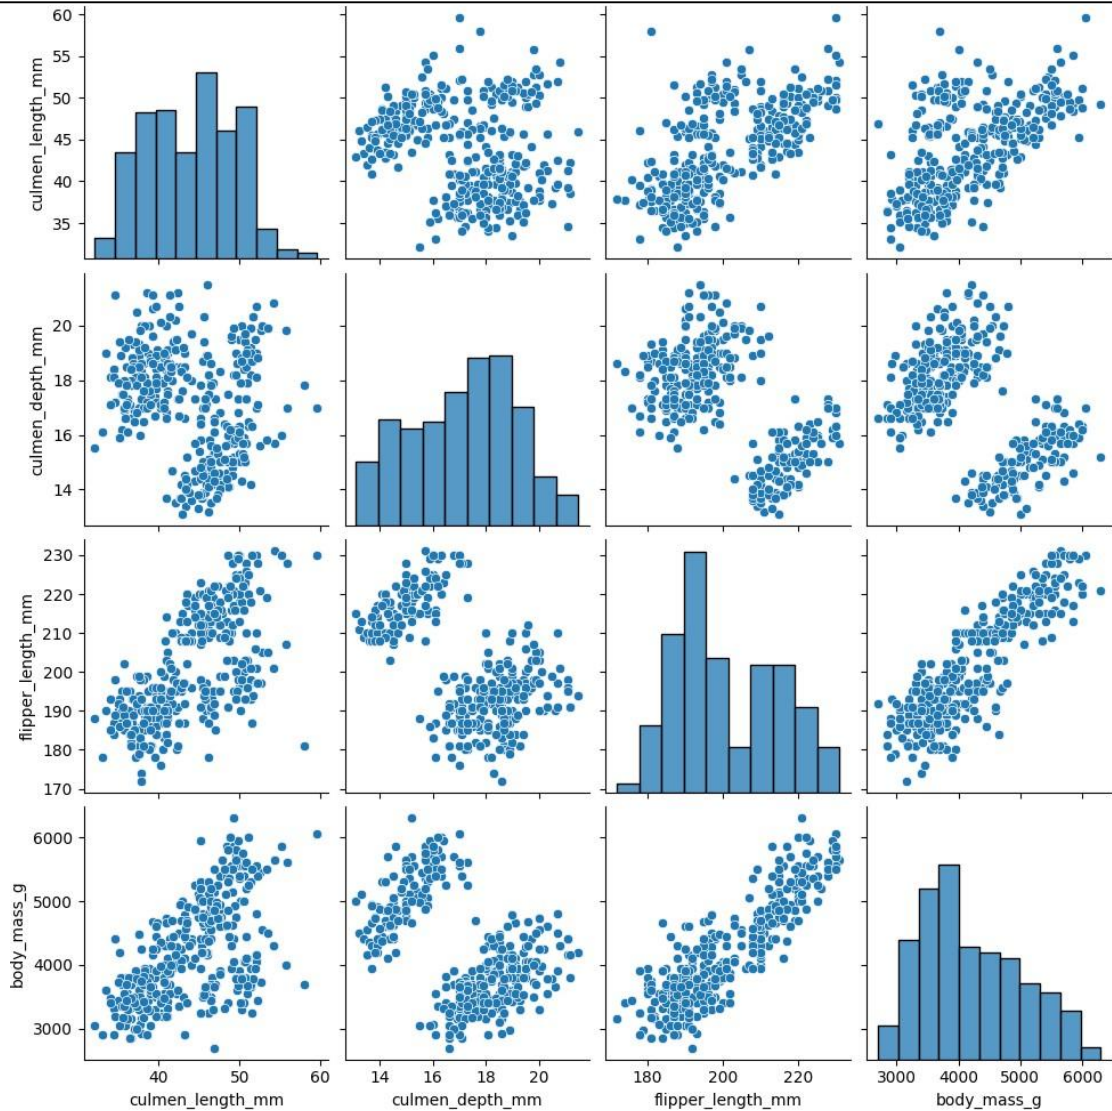 60
55
50
45
40
35
culmen_length_mm
20
18
16
14
culmen_depth_mm
230
220
210
200
190
180
170
flipper_length_mm
6000
5000
4000
3000
body_mass_g
40 50 60
14 16 18 20
180 200 220
3000 4000 5000 6000
culmen_length_mm
culmen_depth_mm
flipper_length_mm
body_mass_g